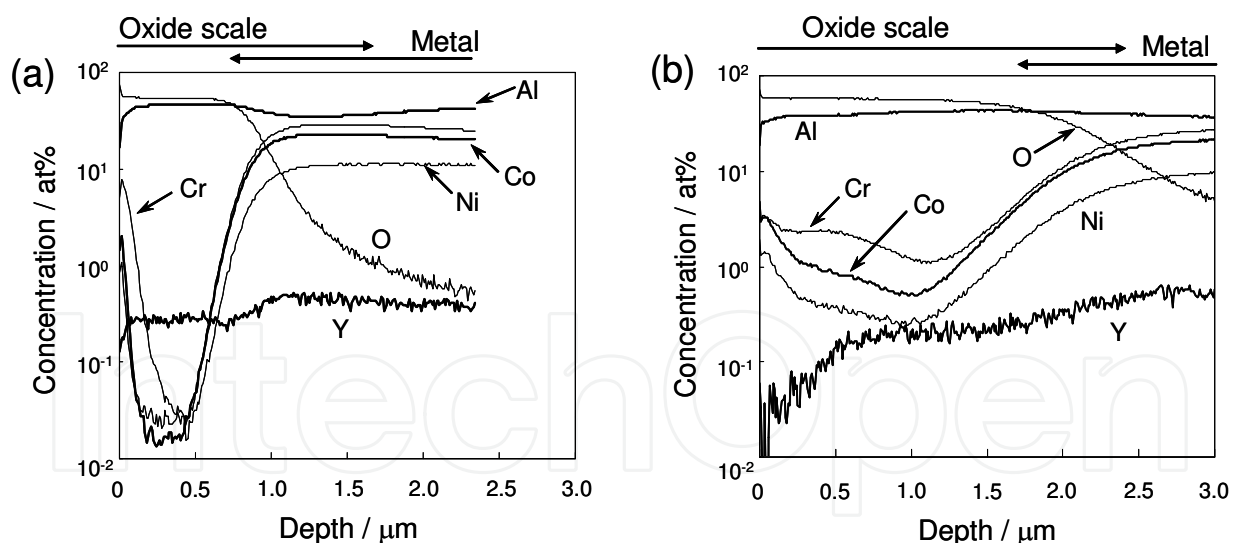 Oxide scale
Metal
(a)
10²
10¹
10⁰
10⁻¹
10⁻²
Concentration / at%
Al
Cr
Co
Ni
O
Y
0 0.5 1.0 1.5 2.0 2.5 3.0
Depth / μm
Oxide scale
Metal
(b)
10²
10¹
10⁰
10⁻¹
10⁻²
Concentration / at%
Al
O
Cr
Co
Ni
Y
0 0.5 1.0 1.5 2.0 2.5 3.0
Depth / μm
IntechOpen